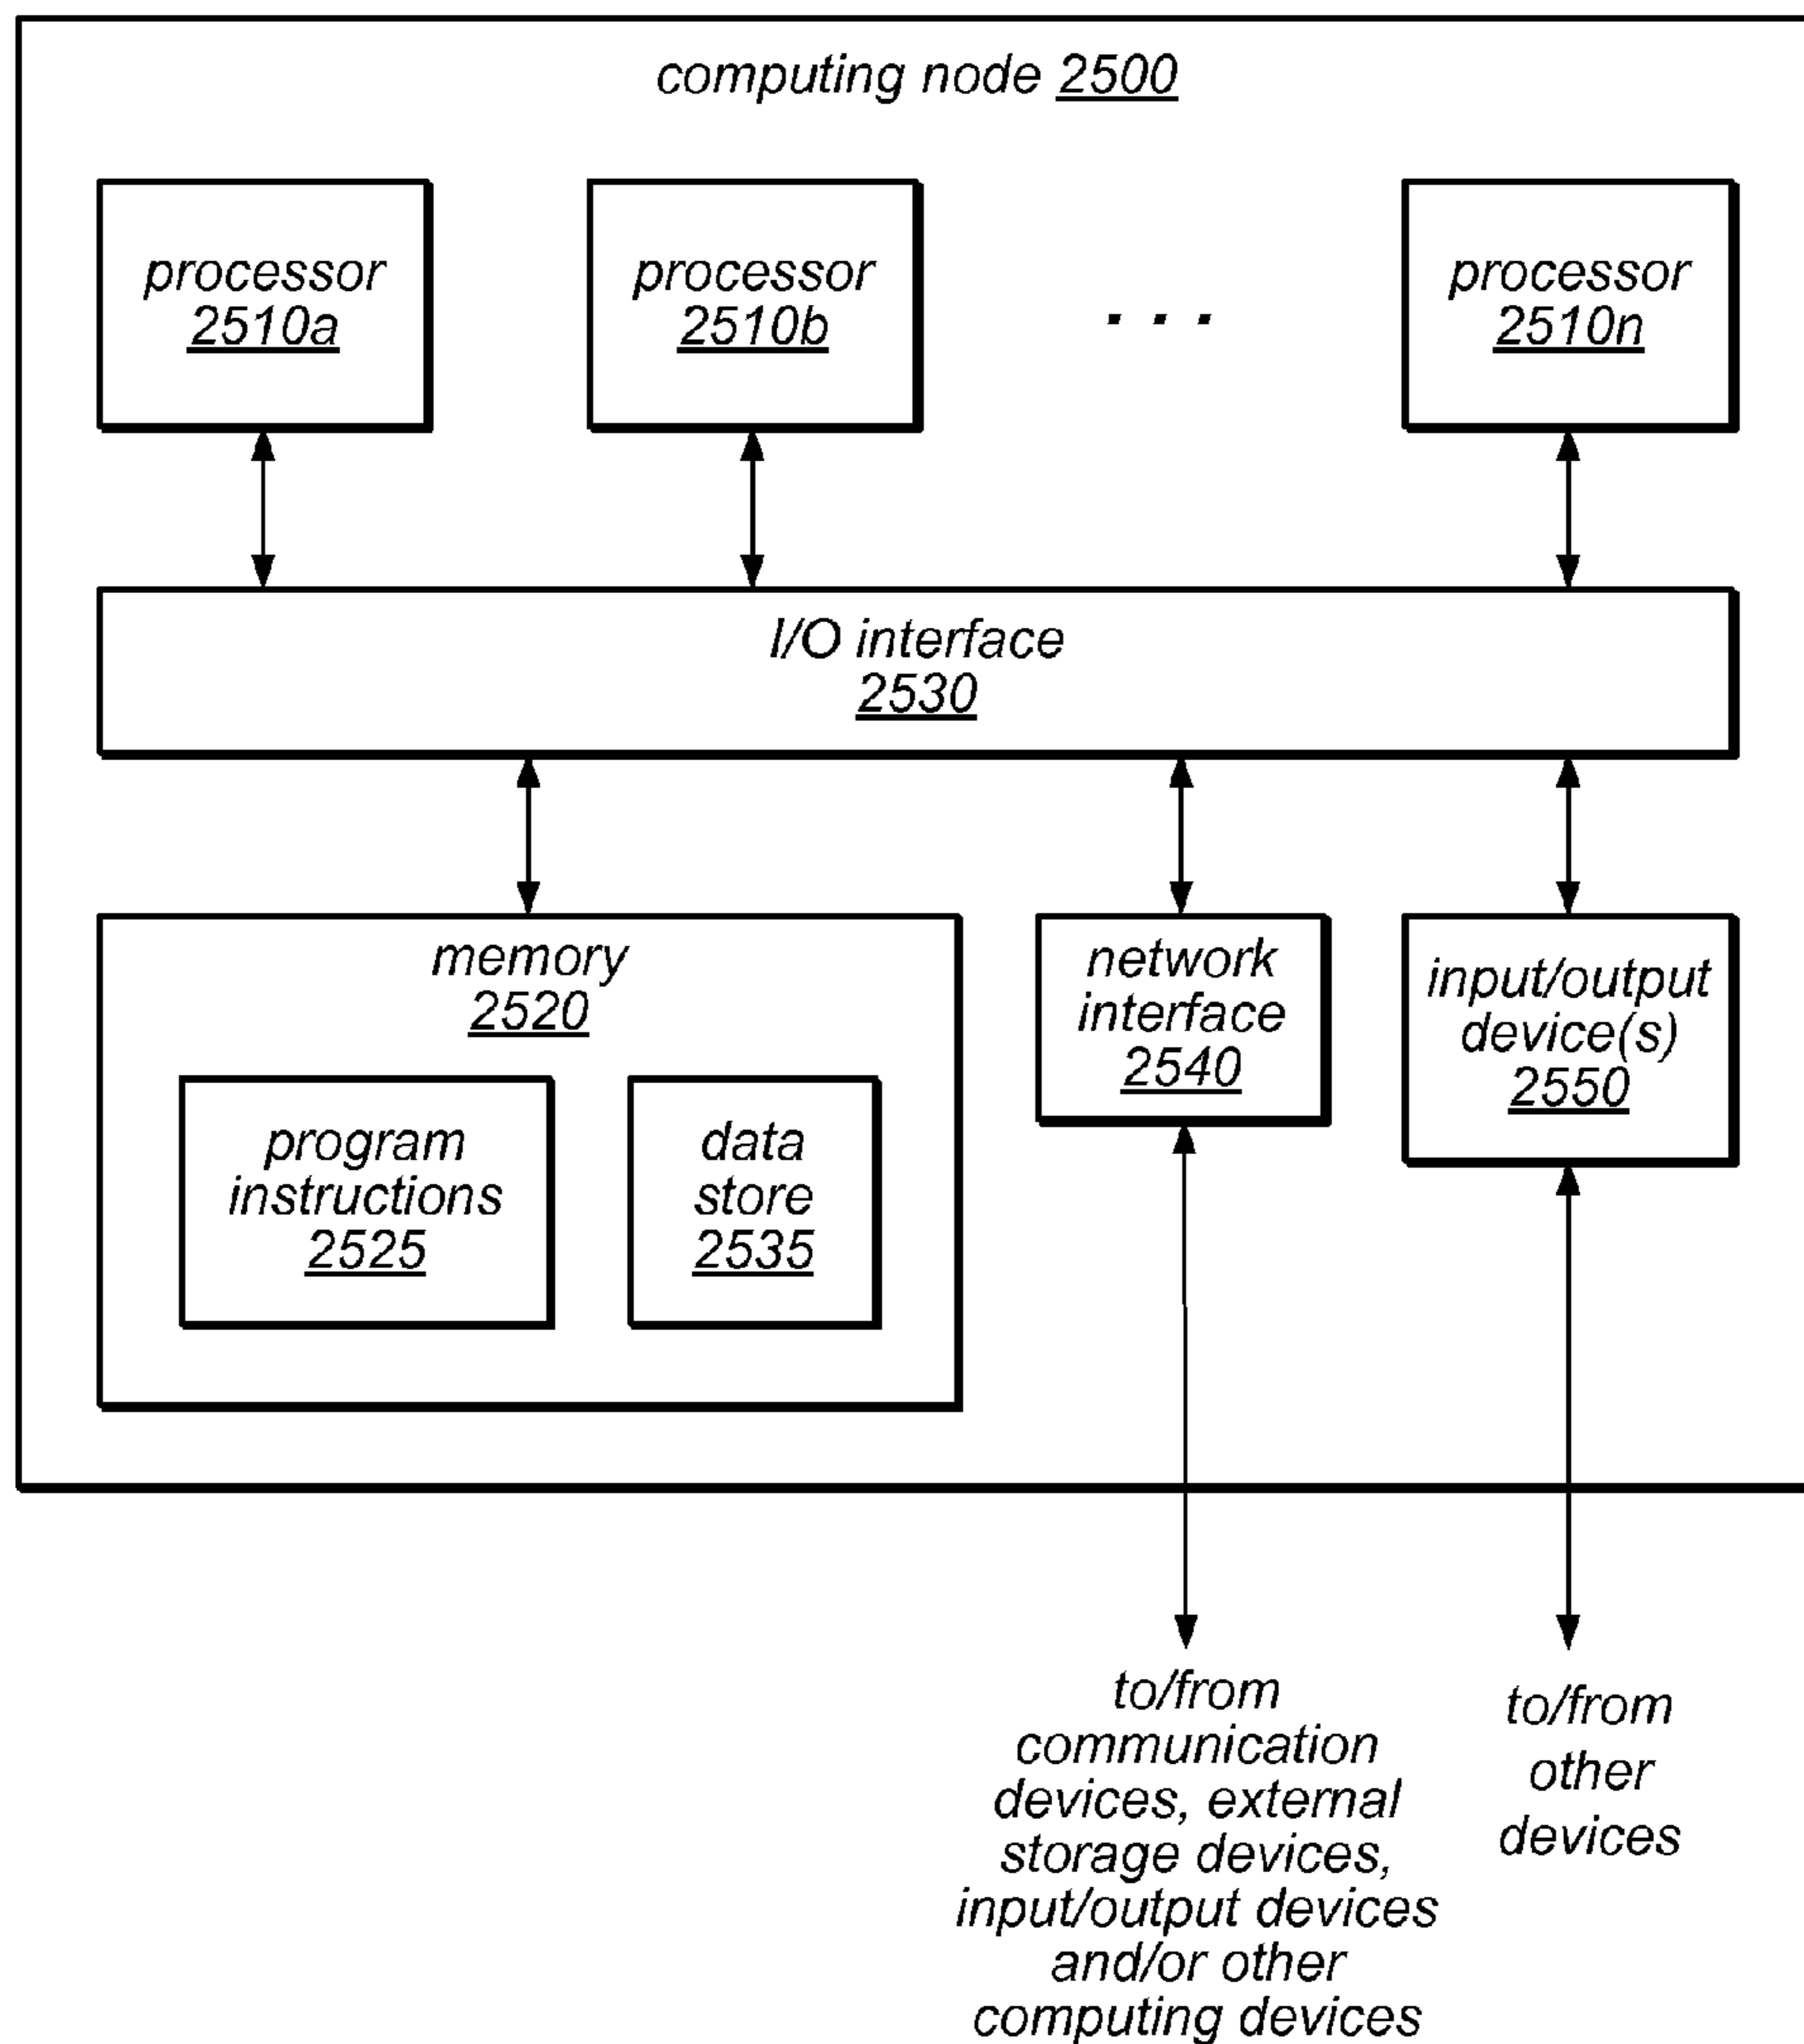 computing node 2500
processor
2510a
processor
2510b
. . .
processor
2510n
I/O interface
2530
memory
2520
program
instructions
2525
data
store
2535
network
interface
2540
input/output
device(s)
2550
to/from
communication
devices, external
storage devices,
input/output devices
and/or other
computing devices
to/from
other
devices